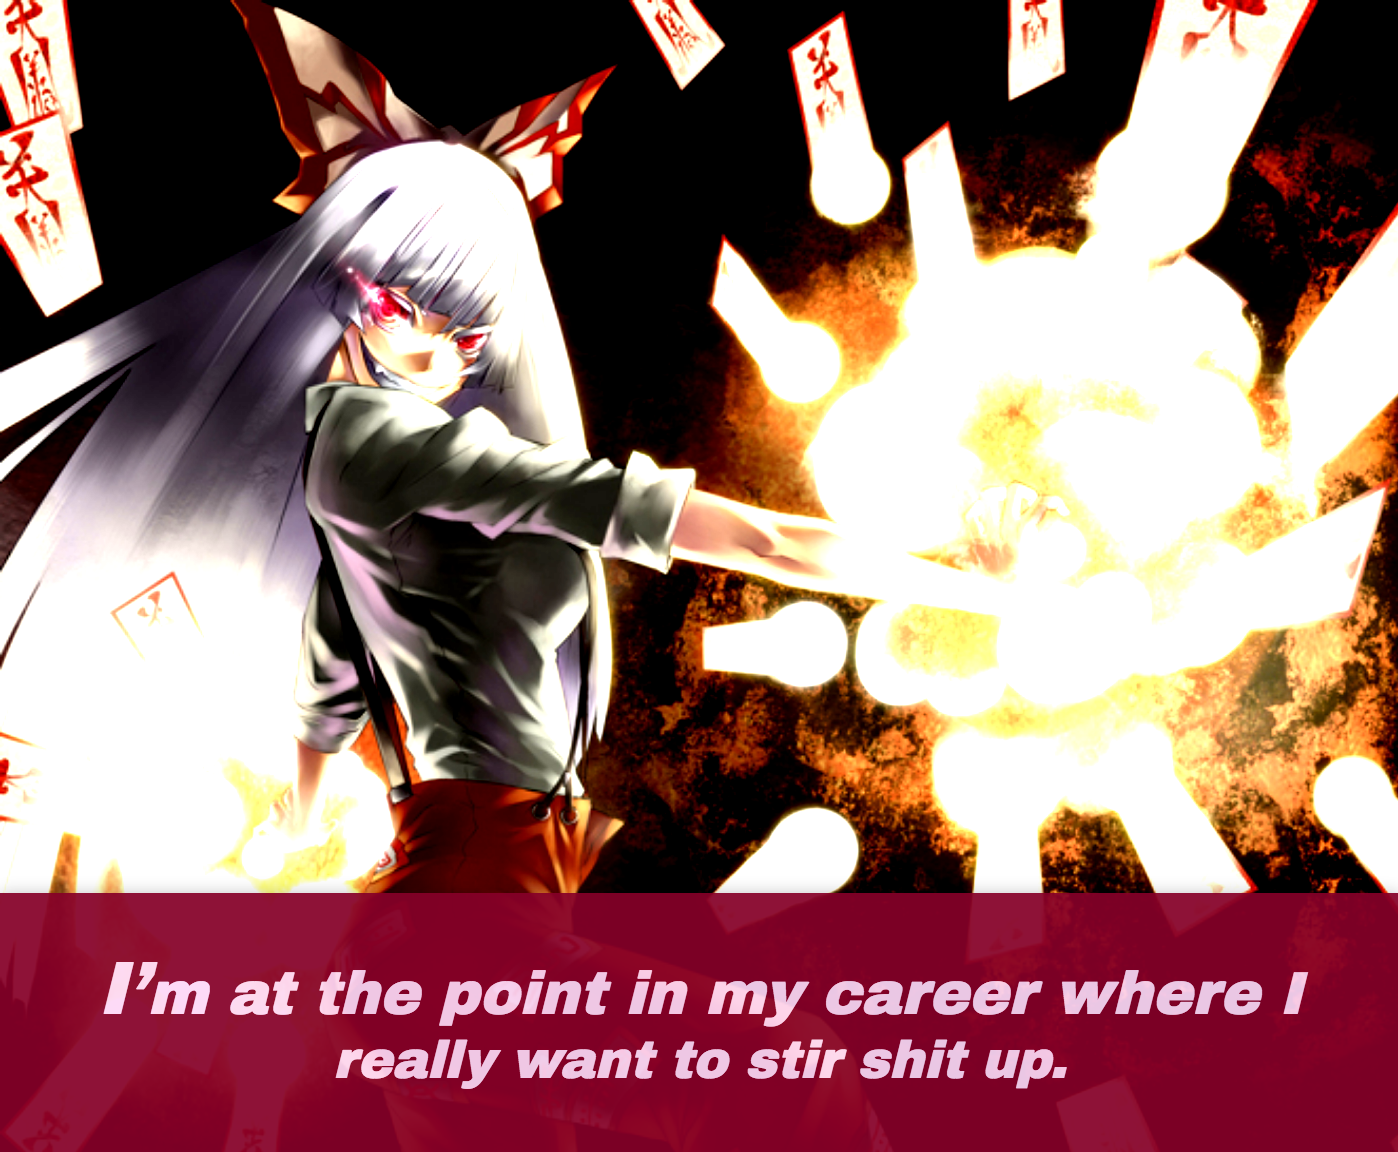 I’m at the point in my career where I
really want to stir shit up.